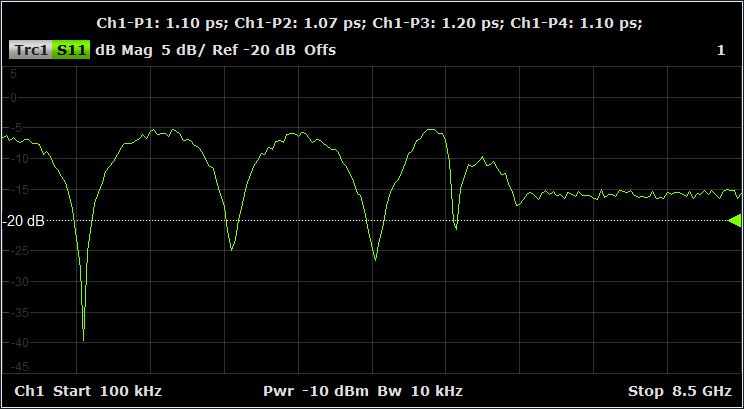 Ch1-P1: 1.10 ps; Ch1-P2: 1.07 ps; Ch1-P3: 1.20 ps; Ch1-P4: 1.10 ps;
Trc1 S11 dB Mag 5 dB/ Ref -20 dB Offs 1
5
0
-5
-10
-15
-20 dB
-25
-30
-35
-40
-45
Ch1 Start 100 kHz Pwr -10 dBm Bw 10 kHz Stop 8.5 GHz